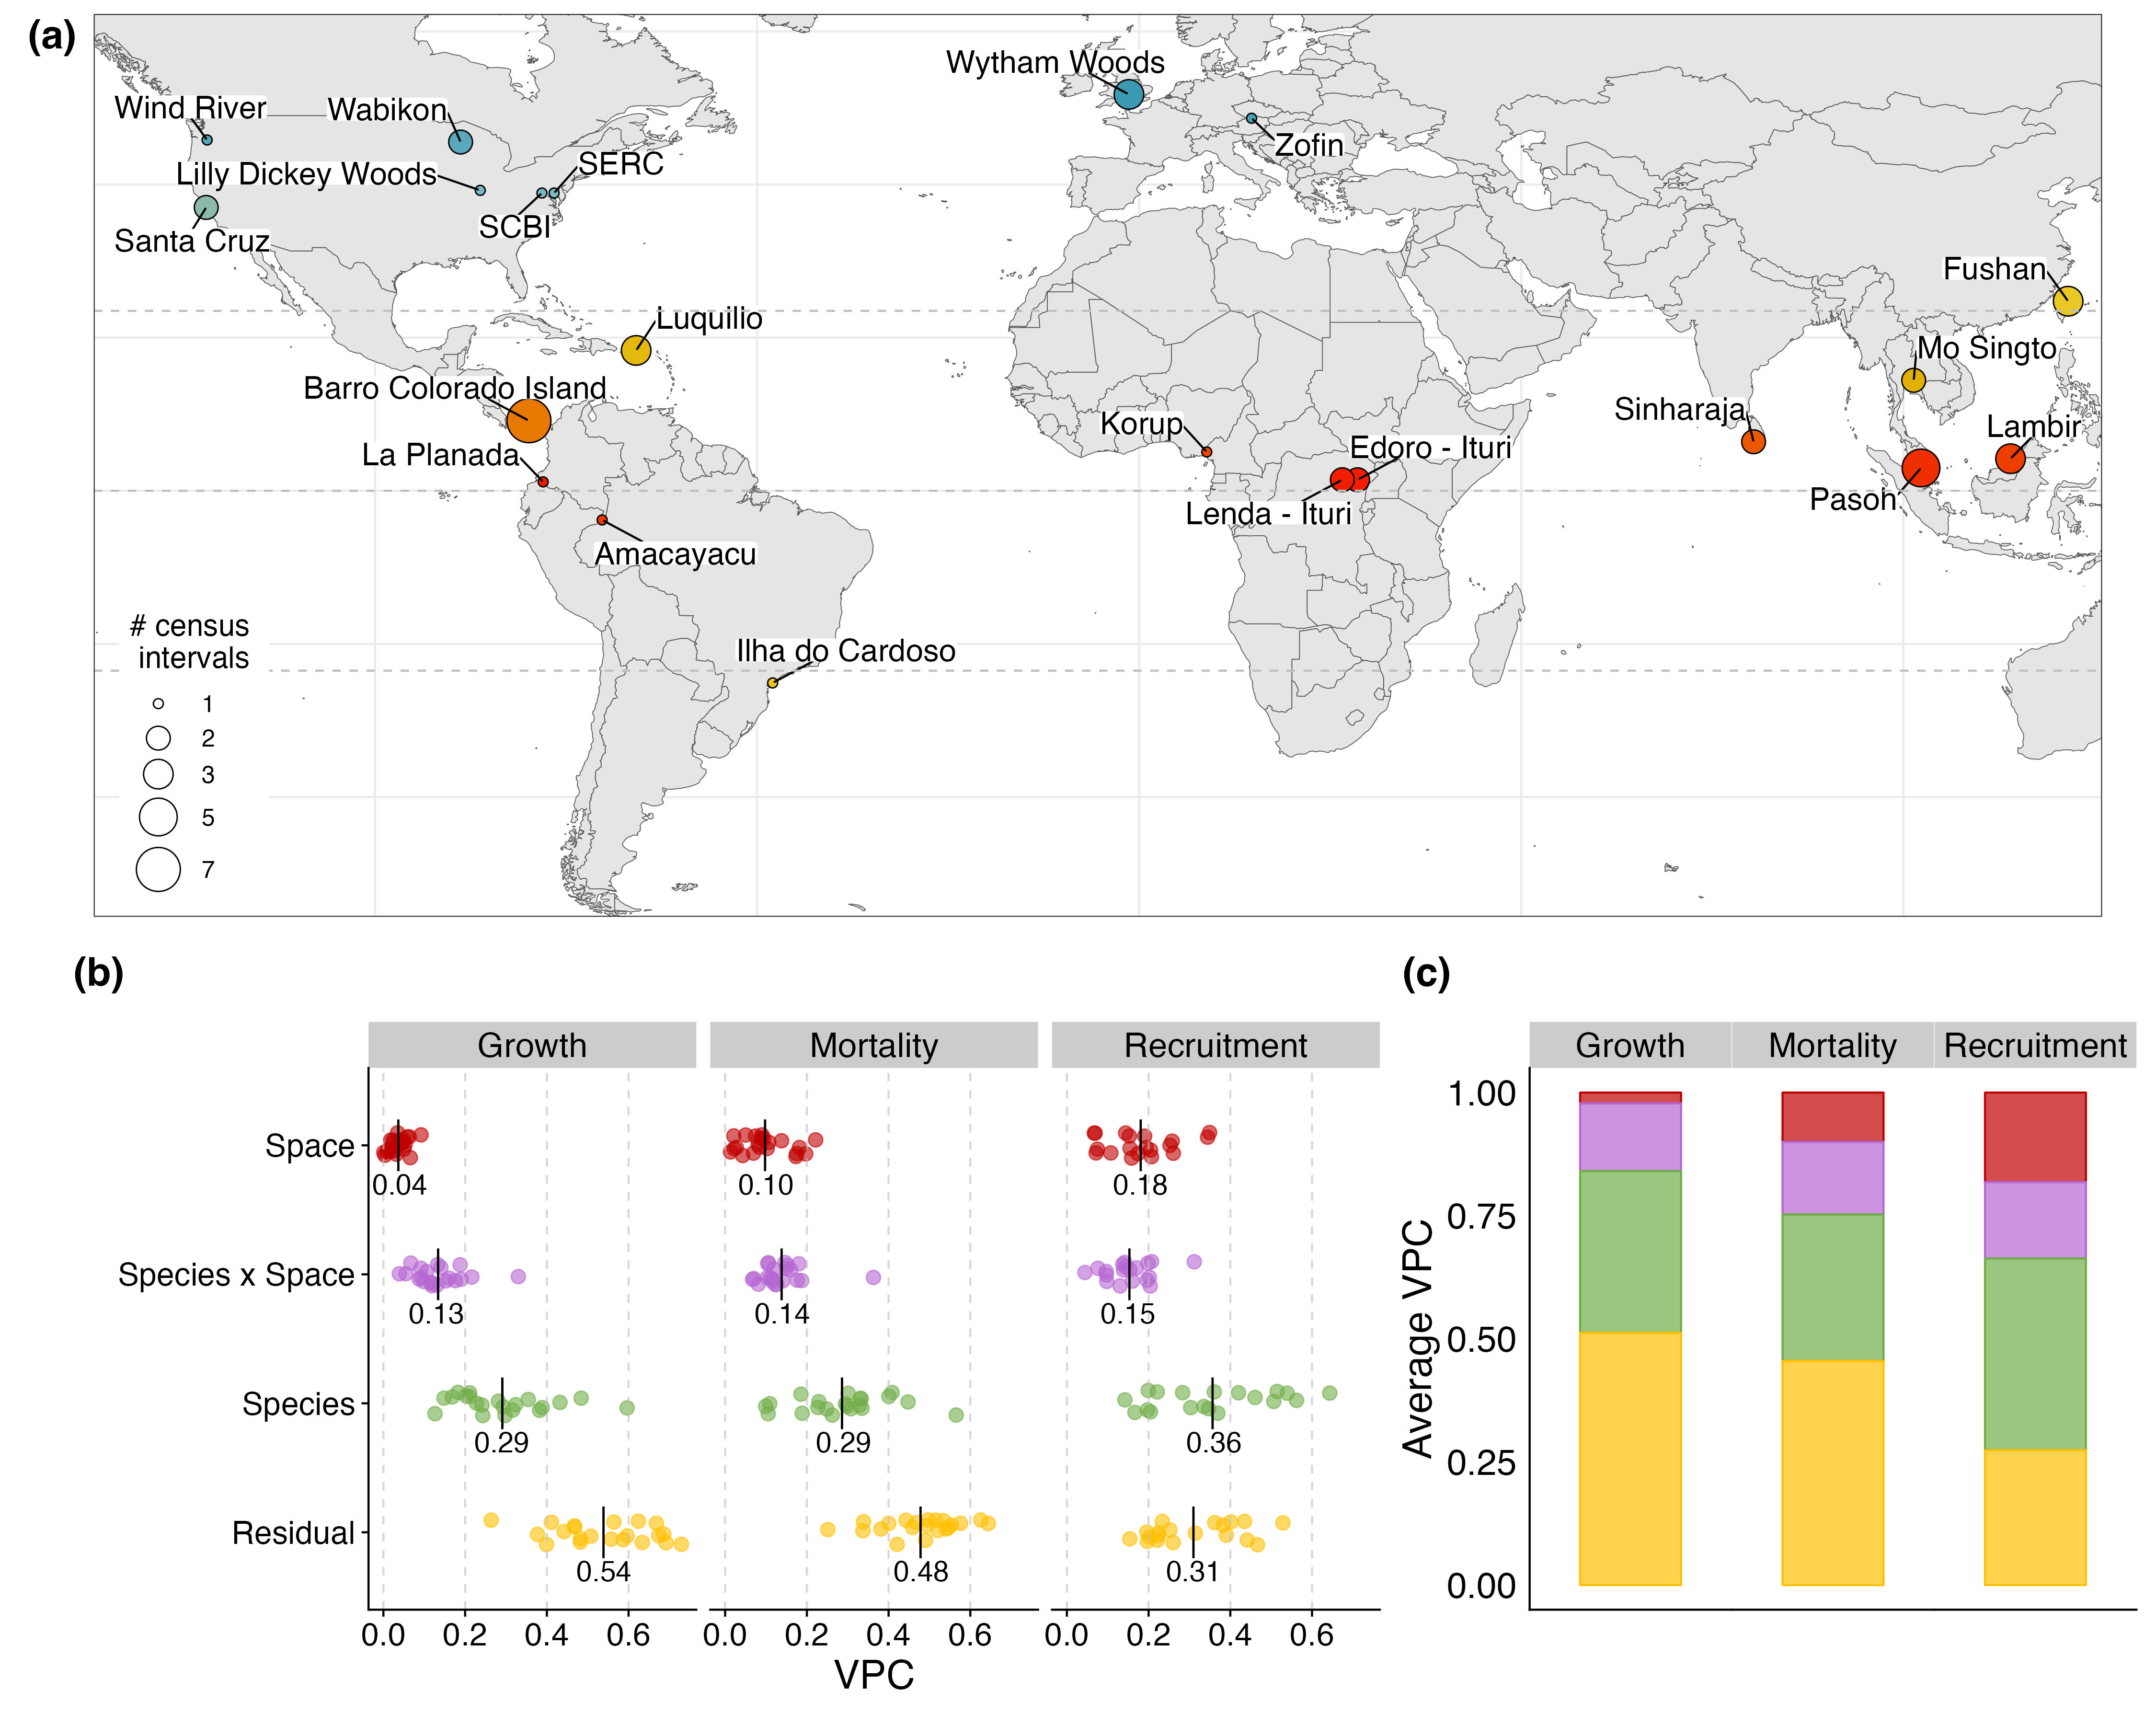 (a)
Wytham Woods
Wind River
Wabikon
Zofin
SERC
Lilly Dickey Woods
SCBI
Santa Cruz
Fushan
Luquillo
Mo Singto
Barro Colorado Island
Sinharaja
Korup
Lambir
Edoro - Ituri
La Planada
Pasoh
Lenda - Ituri
Amacayacu
# census
intervals
Ilha do Cardoso
1
2
3
5
7
(b)
Growth
Mortality
Recruitment
Space
0.04
0.10
0.18
Species x Space
0.13
0.14
0.15
Species
0.29
0.29
0.36
Residual
0.54
0.48
0.31
0.0 0.2 0.4 0.6
0.0 0.2 0.4 0.6
0.0 0.2 0.4 0.6
VPC
(c)
Growth
Mortality
Recruitment
Average VPC
1.00
0.75
0.50
0.25
0.00